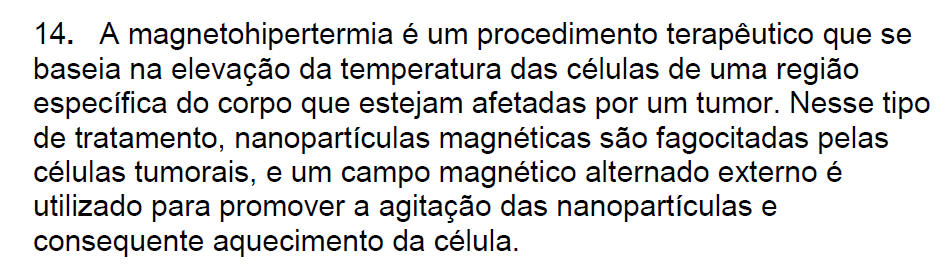 14. A magnetohipertermia é um procedimento terapêutico que se
baseia na elevação da temperatura das células de uma região
específica do corpo que estejam afetadas por um tumor. Nesse tipo
de tratamento, nanopartículas magnéticas são fagocitadas pelas
células tumorais, e um campo magnético alternado externo é
utilizado para promover a agitação das nanopartículas e
consequente aquecimento da célula.